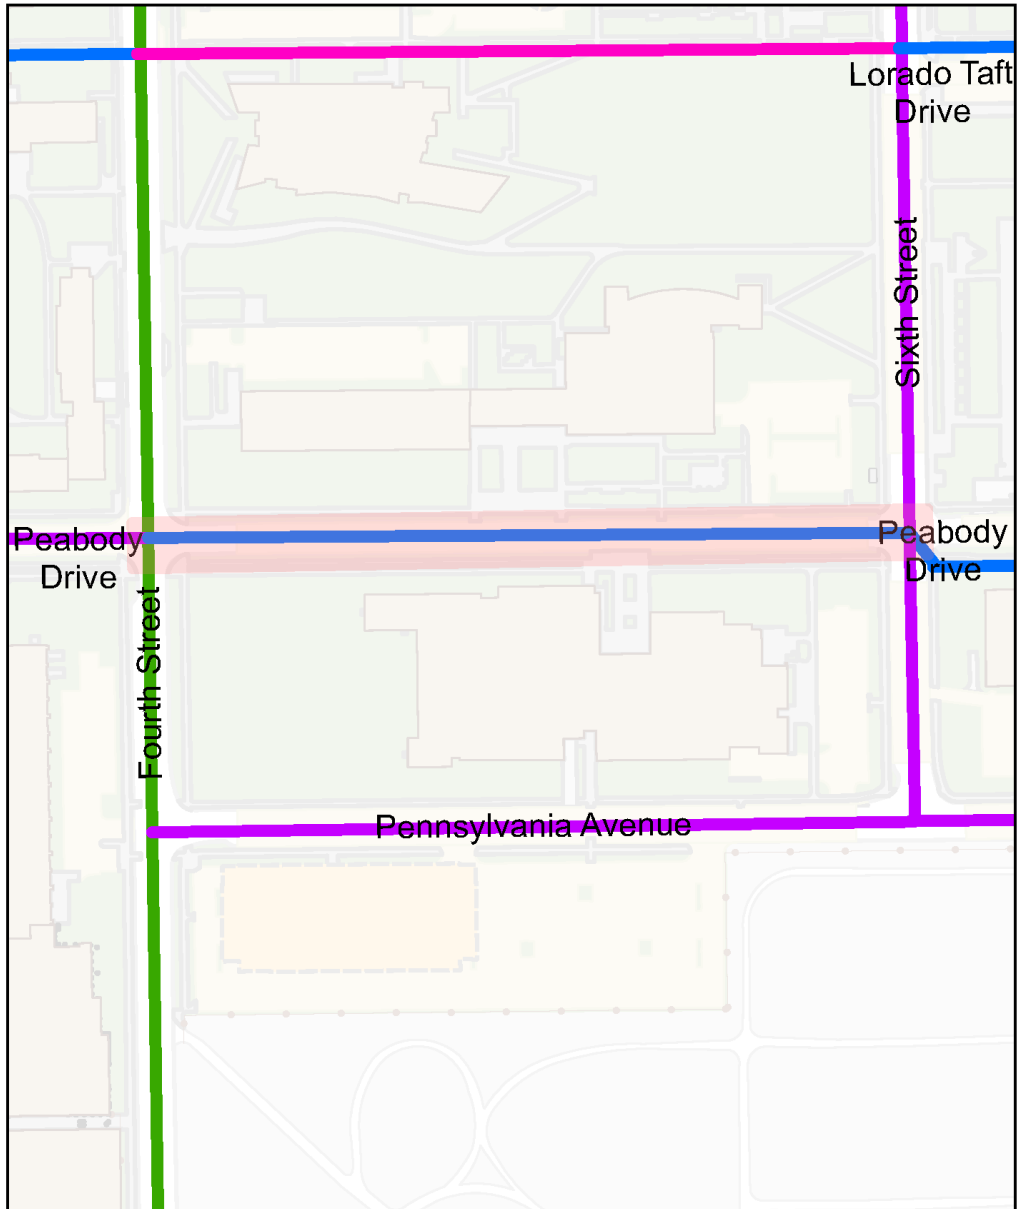 Lorado Taft
Drive
Sixth Street
Peabody
Drive
Peabody
Drive
Fourth Street
Pennsylvania Avenue